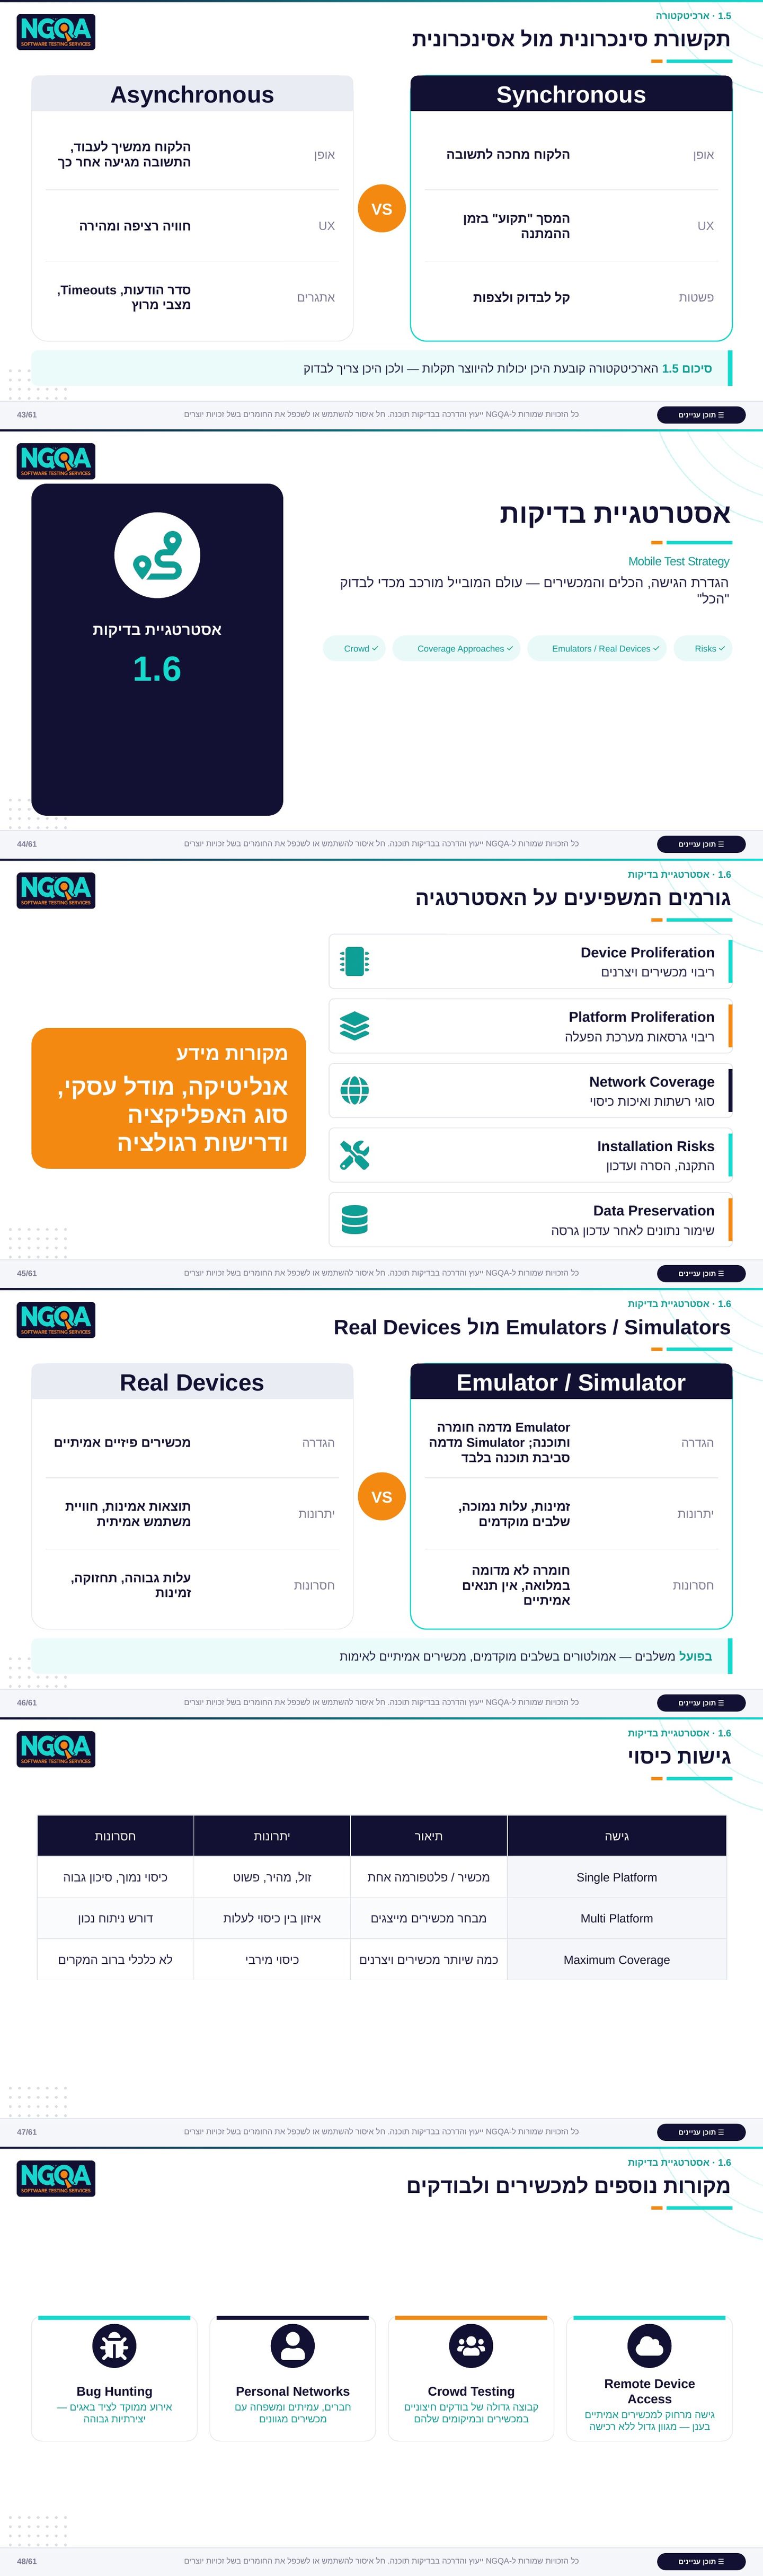 1.5 · ארכיטקטורה
תקשורת סינכרונית מול אסינכרונית
NGQA
SOFTWARE TESTING SERVICES
Synchronous
אופן
הלקוח מחכה לתשובה
UX
המסך "תקוע" בזמן
ההמתנה
פשטות
קל לבדוק ולצפות
VS
Asynchronous
אופן
הלקוח ממשיך לעבוד,
התשובה מגיעה אחר כך
UX
חוויה רציפה ומהירה
אתגרים
סדר הודעות, Timeouts,
מצבי מרוץ
סיכום 1.5 הארכיטקטורה קובעת היכן יכולות להיווצר תקלות — ולכן היכן צריך לבדוק
☰ תוכן עניינים
כל הזכויות שמורות ל-NGQA ייעוץ והדרכה בבדיקות תוכנה. חל איסור להשתמש או לשכפל את החומרים בשל זכויות יוצרים
43/61
NGQA
SOFTWARE TESTING SERVICES
אסטרטגיית בדיקות
Mobile Test Strategy
הגדרת הגישה, הכלים והמכשירים — עולם המובייל מורכב מכדי לבדוק
"הכל"
✓ Risks
✓ Emulators / Real Devices
✓ Coverage Approaches
✓ Crowd
אסטרטגיית בדיקות
1.6
☰ תוכן עניינים
כל הזכויות שמורות ל-NGQA ייעוץ והדרכה בבדיקות תוכנה. חל איסור להשתמש או לשכפל את החומרים בשל זכויות יוצרים
44/61
1.6 · אסטרטגיית בדיקות
גורמים המשפיעים על האסטרטגיה
NGQA
SOFTWARE TESTING SERVICES
Device Proliferation
ריבוי מכשירים ויצרנים
Platform Proliferation
ריבוי גרסאות מערכת הפעלה
Network Coverage
סוגי רשתות ואיכות כיסוי
Installation Risks
התקנה, הסרה ועדכון
Data Preservation
שימור נתונים לאחר עדכון גרסה
מקורות מידע
אנליטיקה, מודל עסקי,
סוג האפליקציה
ודרישות רגולציה
☰ תוכן עניינים
כל הזכויות שמורות ל-NGQA ייעוץ והדרכה בבדיקות תוכנה. חל איסור להשתמש או לשכפל את החומרים בשל זכויות יוצרים
45/61
1.6 · אסטרטגיית בדיקות
Emulators / Simulators מול Real Devices
NGQA
SOFTWARE TESTING SERVICES
Emulator / Simulator
הגדרה
Emulator מדמה חומרה
ותוכנה; Simulator מדמה
סביבת תוכנה בלבד
יתרונות
זמינות, עלות נמוכה,
שלבים מוקדמים
חסרונות
חומרה לא מדומה
במלואה, אין תנאים
אמיתיים
VS
Real Devices
הגדרה
מכשירים פיזיים אמיתיים
יתרונות
תוצאות אמינות, חוויית
משתמש אמיתית
חסרונות
עלות גבוהה, תחזוקה,
זמינות
בפועל משלבים — אמולטורים בשלבים מוקדמים, מכשירים אמיתיים לאימות
☰ תוכן עניינים
כל הזכויות שמורות ל-NGQA ייעוץ והדרכה בבדיקות תוכנה. חל איסור להשתמש או לשכפל את החומרים בשל זכויות יוצרים
46/61
1.6 · אסטרטגיית בדיקות
גישות כיסוי
NGQA
SOFTWARE TESTING SERVICES
גישה תיאור יתרונות חסרונות
Single Platform מכשיר / פלטפורמה אחת זול, מהיר, פשוט כיסוי נמוך, סיכון גבוה
Multi Platform מבחר מכשירים מייצגים איזון בין כיסוי לעלות דורש ניתוח נכון
Maximum Coverage כמה שיותר מכשירים ויצרנים כיסוי מירבי לא כלכלי ברוב המקרים
☰ תוכן עניינים
כל הזכויות שמורות ל-NGQA ייעוץ והדרכה בבדיקות תוכנה. חל איסור להשתמש או לשכפל את החומרים בשל זכויות יוצרים
47/61
1.6 · אסטרטגיית בדיקות
מקורות נוספים למכשירים ולבודקים
NGQA
SOFTWARE TESTING SERVICES
Remote Device
Access
גישה מרחוק למכשירים אמיתיים
בענן — מגוון גדול ללא רכישה
Crowd Testing
קבוצה גדולה של בודקים חיצוניים
במכשירים ובמיקומים שלהם
Personal Networks
חברים, עמיתים ומשפחה עם
מכשירים מגוונים
Bug Hunting
אירוע ממוקד לציד באגים —
יצירתיות גבוהה
☰ תוכן עניינים
כל הזכויות שמורות ל-NGQA ייעוץ והדרכה בבדיקות תוכנה. חל איסור להשתמש או לשכפל את החומרים בשל זכויות יוצרים
48/61